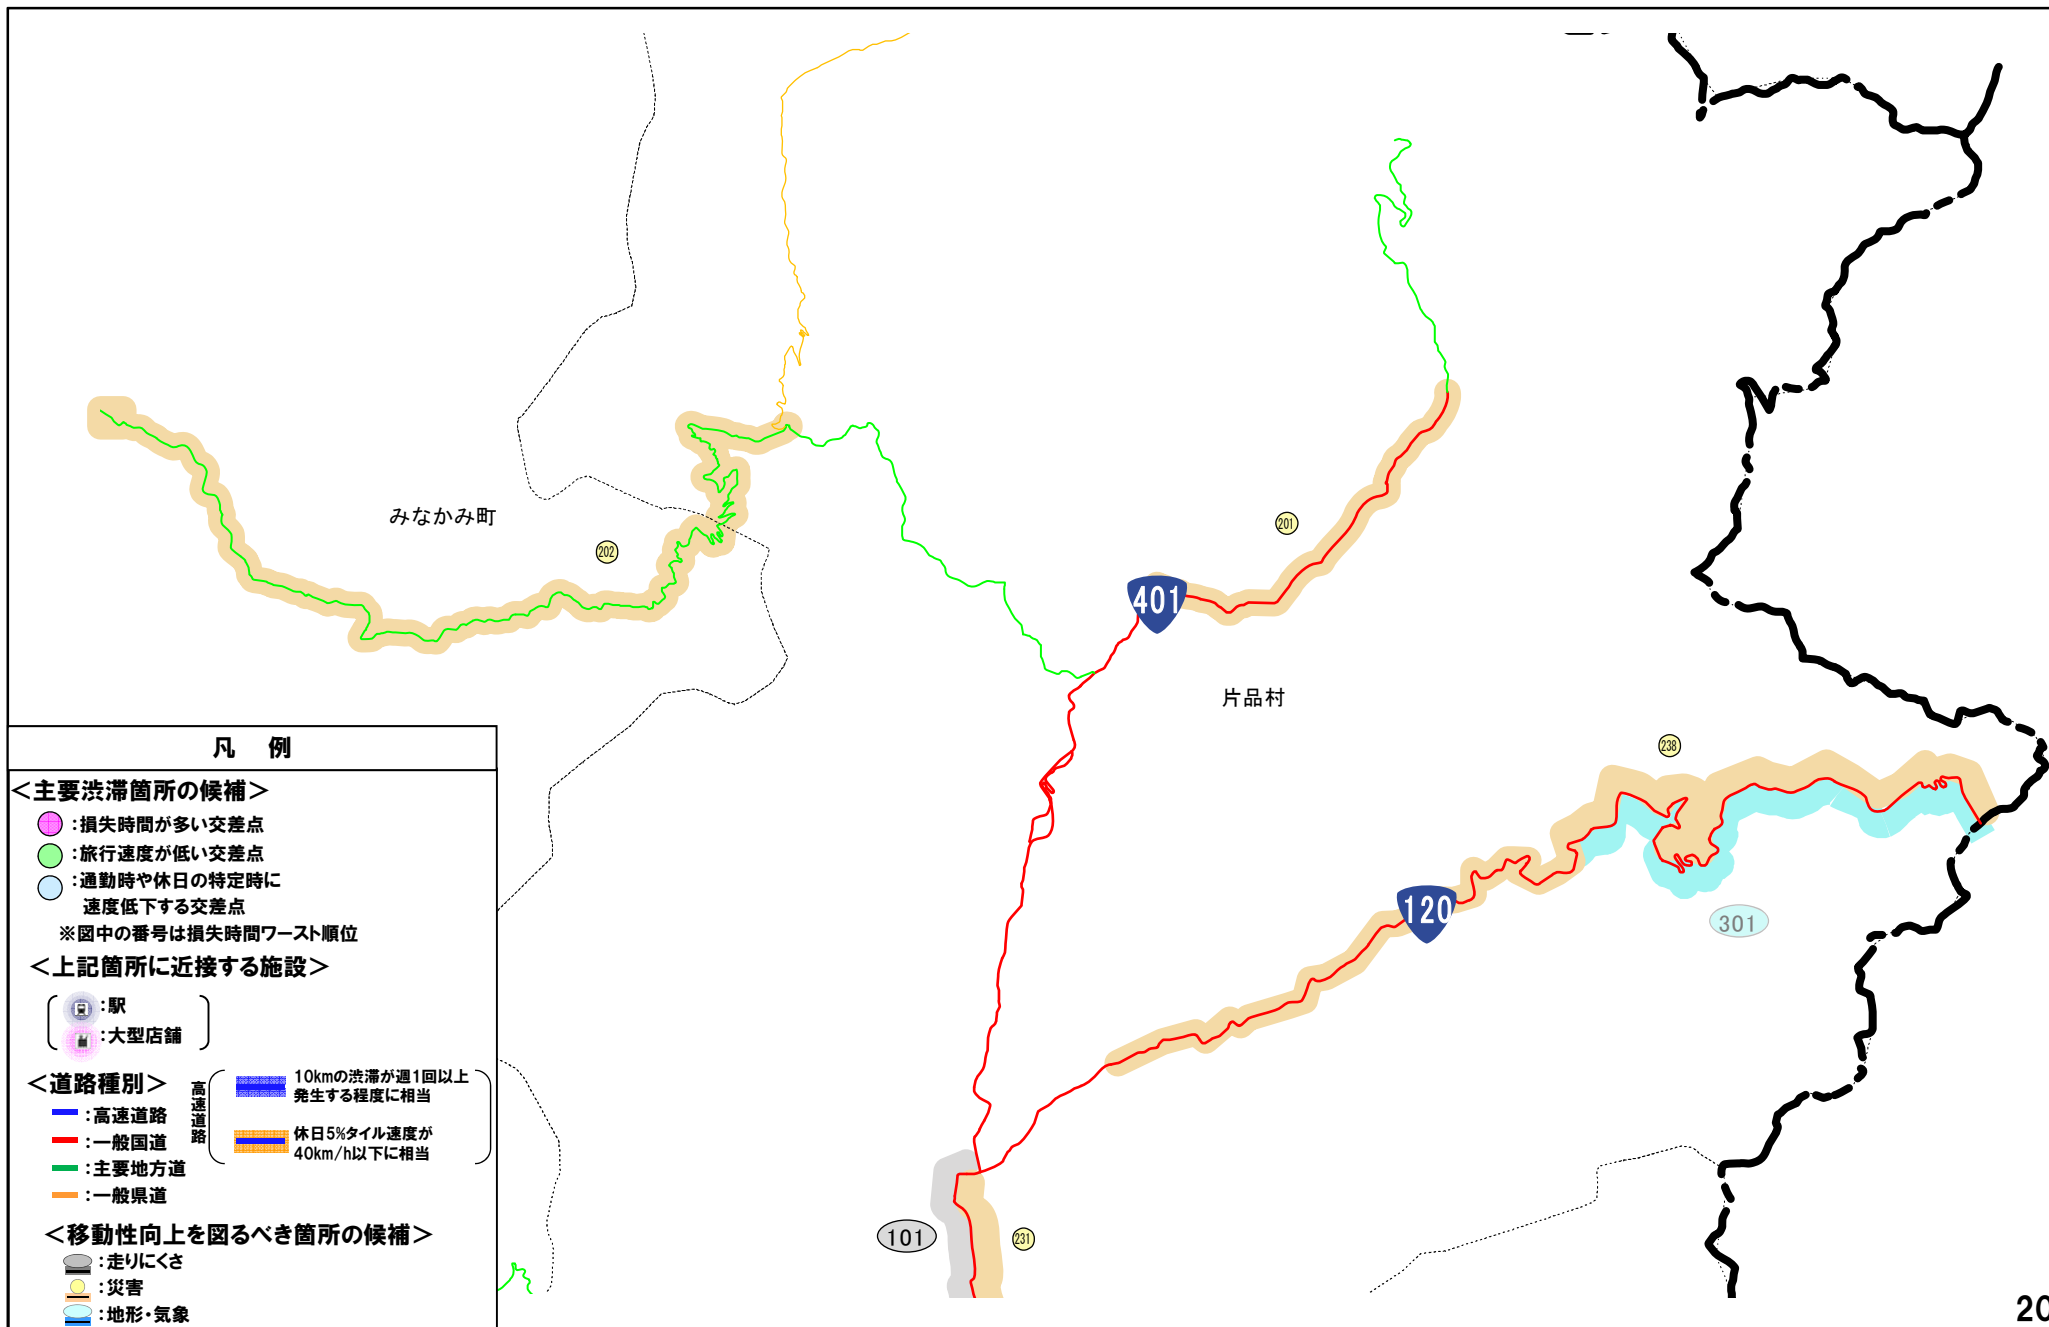 みなかみ町
202
201
401
片品村
238
120
301
101
231
凡 例
＜主要渋滞箇所の候補＞
：損失時間が多い交差点
：旅行速度が低い交差点
：通勤時や休日の特定時に
速度低下する交差点
※図中の番号は損失時間ワースト順位
＜上記箇所に近接する施設＞
：駅
：大型店舗
＜道路種別＞
：高速道路
：一般国道
：主要地方道
：一般県道
高速道路
10kmの渋滞が週1回以上
発生する程度に相当
休日5%タイル速度が
40km/h以下に相当
＜移動性向上を図るべき箇所の候補＞
：走りにくさ
：災害
：地形・気象
20